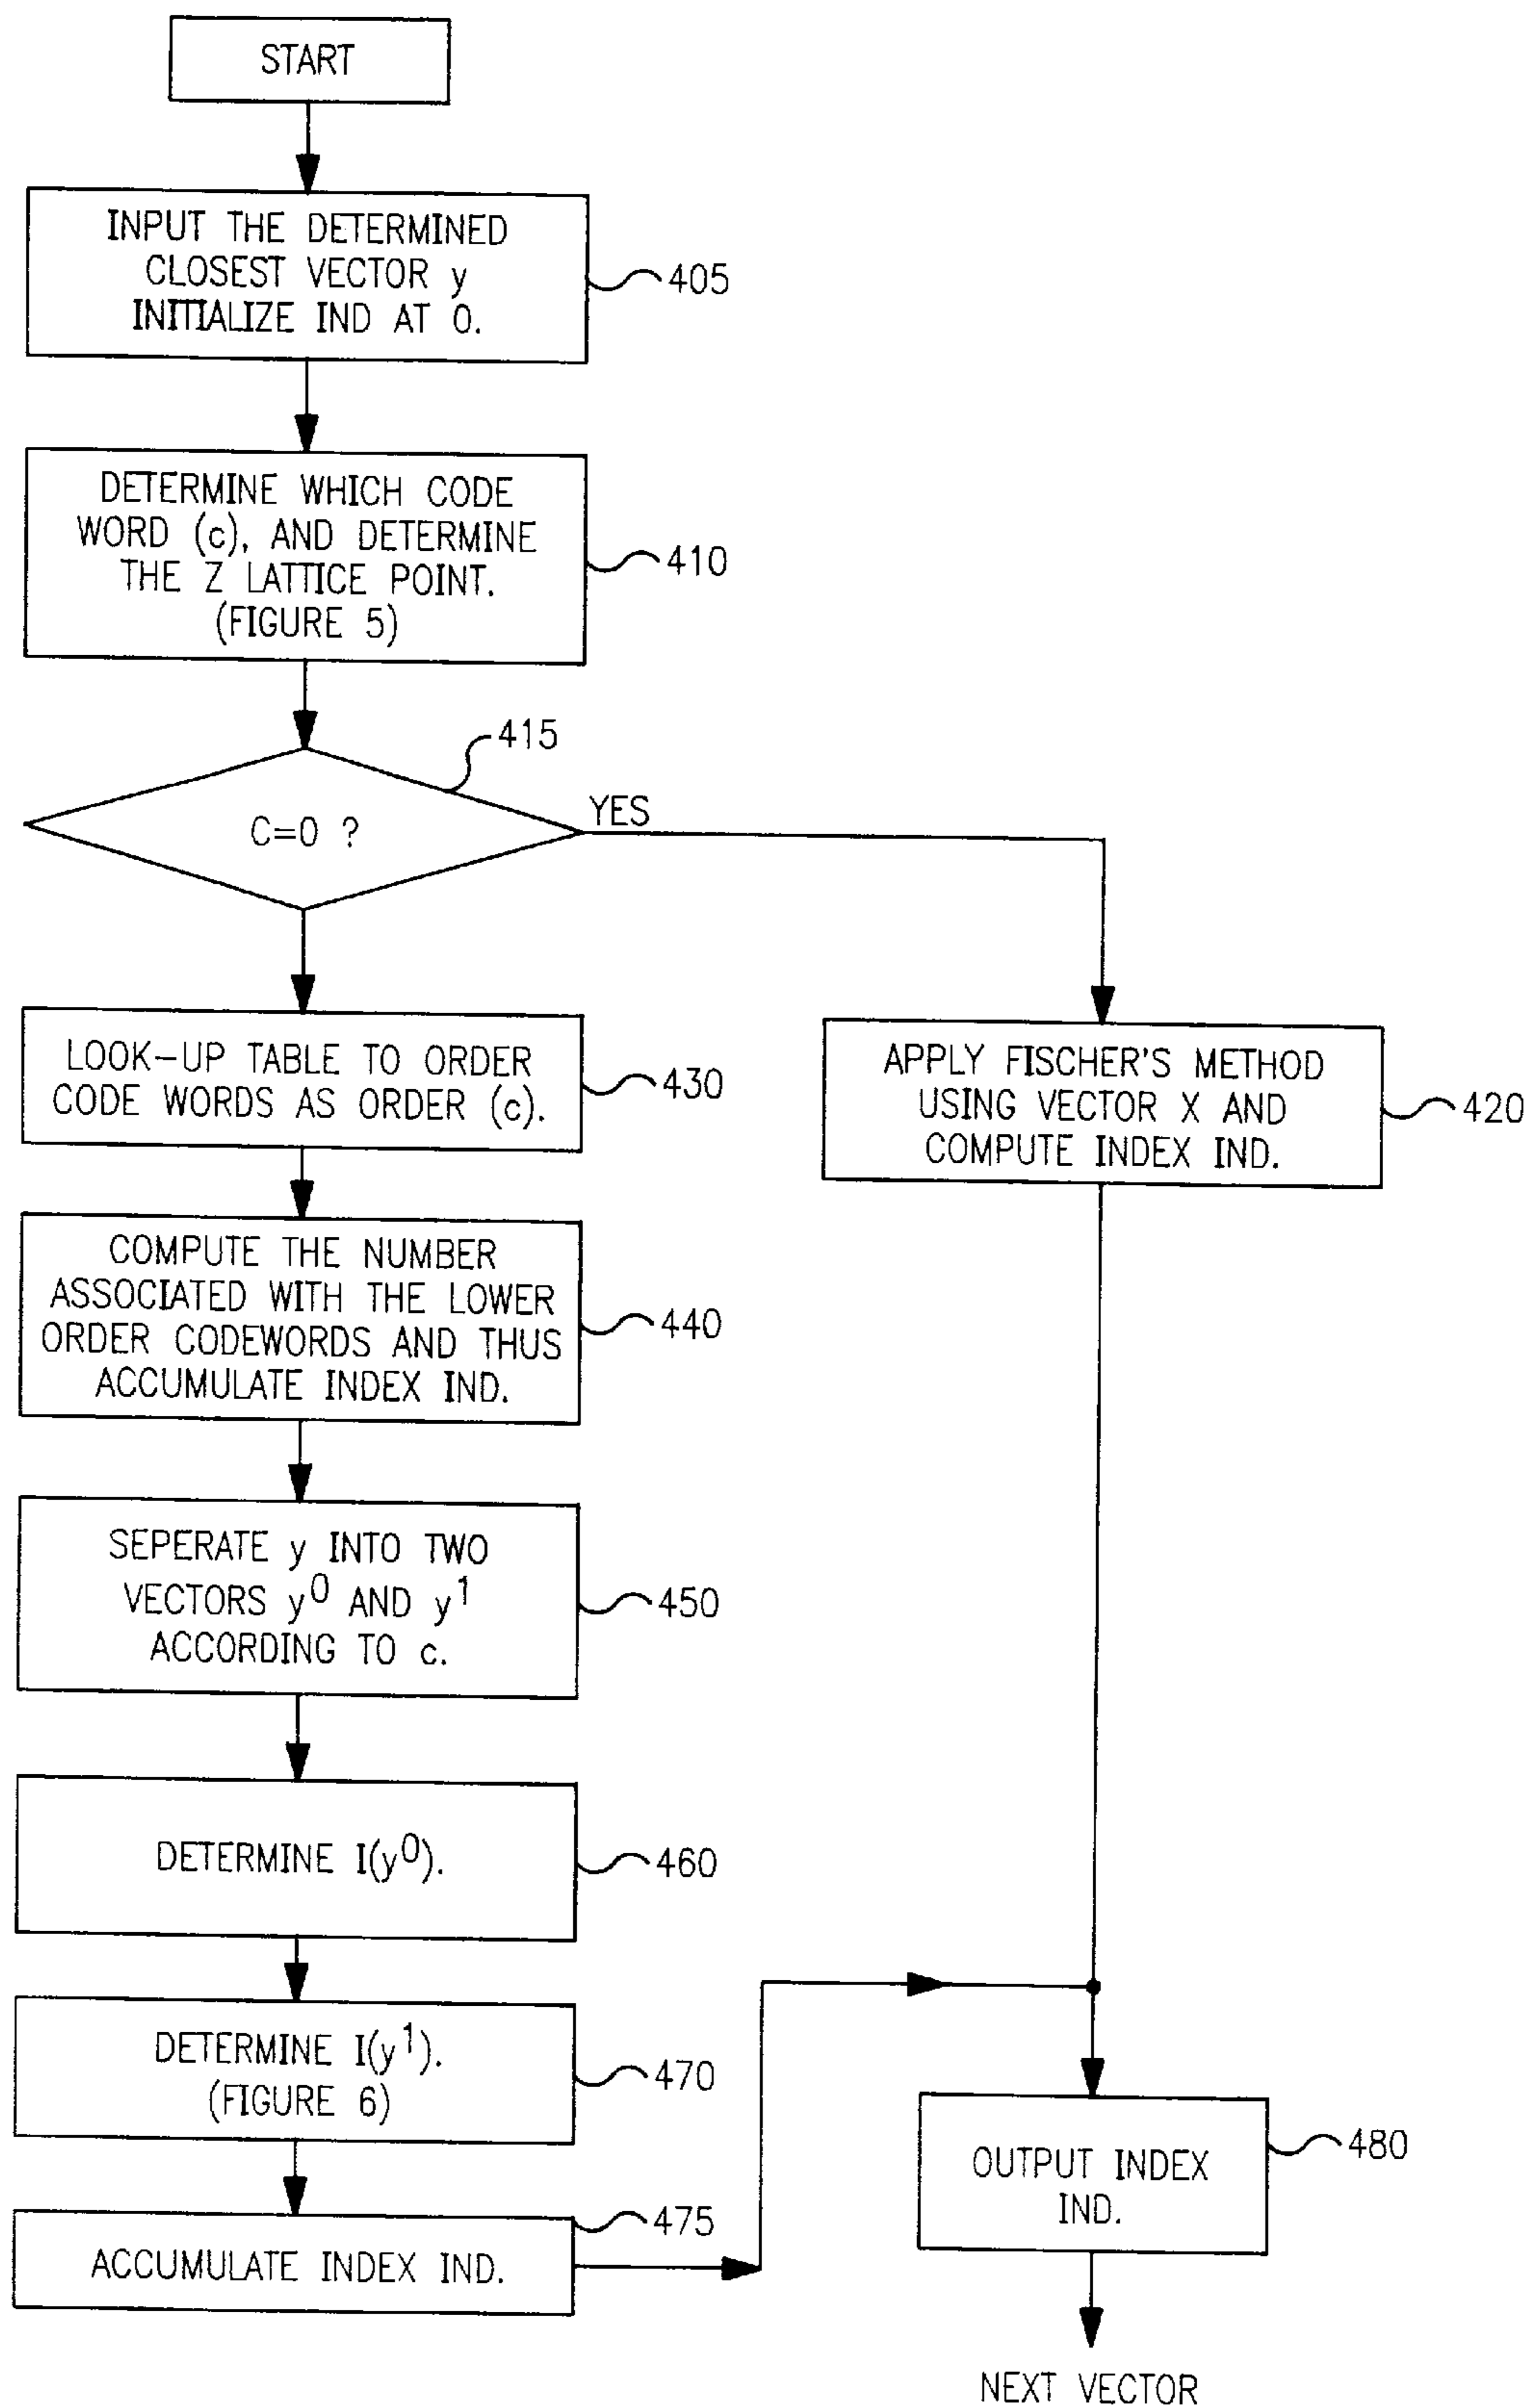 START
INPUT THE DETERMINED
CLOSEST VECTOR y
INITIALIZE IND AT 0.
405
DETERMINE WHICH CODE
WORD (c), AND DETERMINE
THE Z LATTICE POINT.
(FIGURE 5)
410
415
C=0 ?
YES
LOOK-UP TABLE TO ORDER
CODE WORDS AS ORDER (c).
430
APPLY FISCHER'S METHOD
USING VECTOR X AND
COMPUTE INDEX IND.
420
COMPUTE THE NUMBER
ASSOCIATED WITH THE LOWER
ORDER CODEWORDS AND THUS
ACCUMULATE INDEX IND.
440
SEPERATE y INTO TWO
VECTORS y⁰ AND y¹
ACCORDING TO c.
450
DETERMINE I(y⁰).
460
DETERMINE I(y¹).
(FIGURE 6)
470
475
ACCUMULATE INDEX IND.
OUTPUT INDEX
IND.
480
NEXT VECTOR